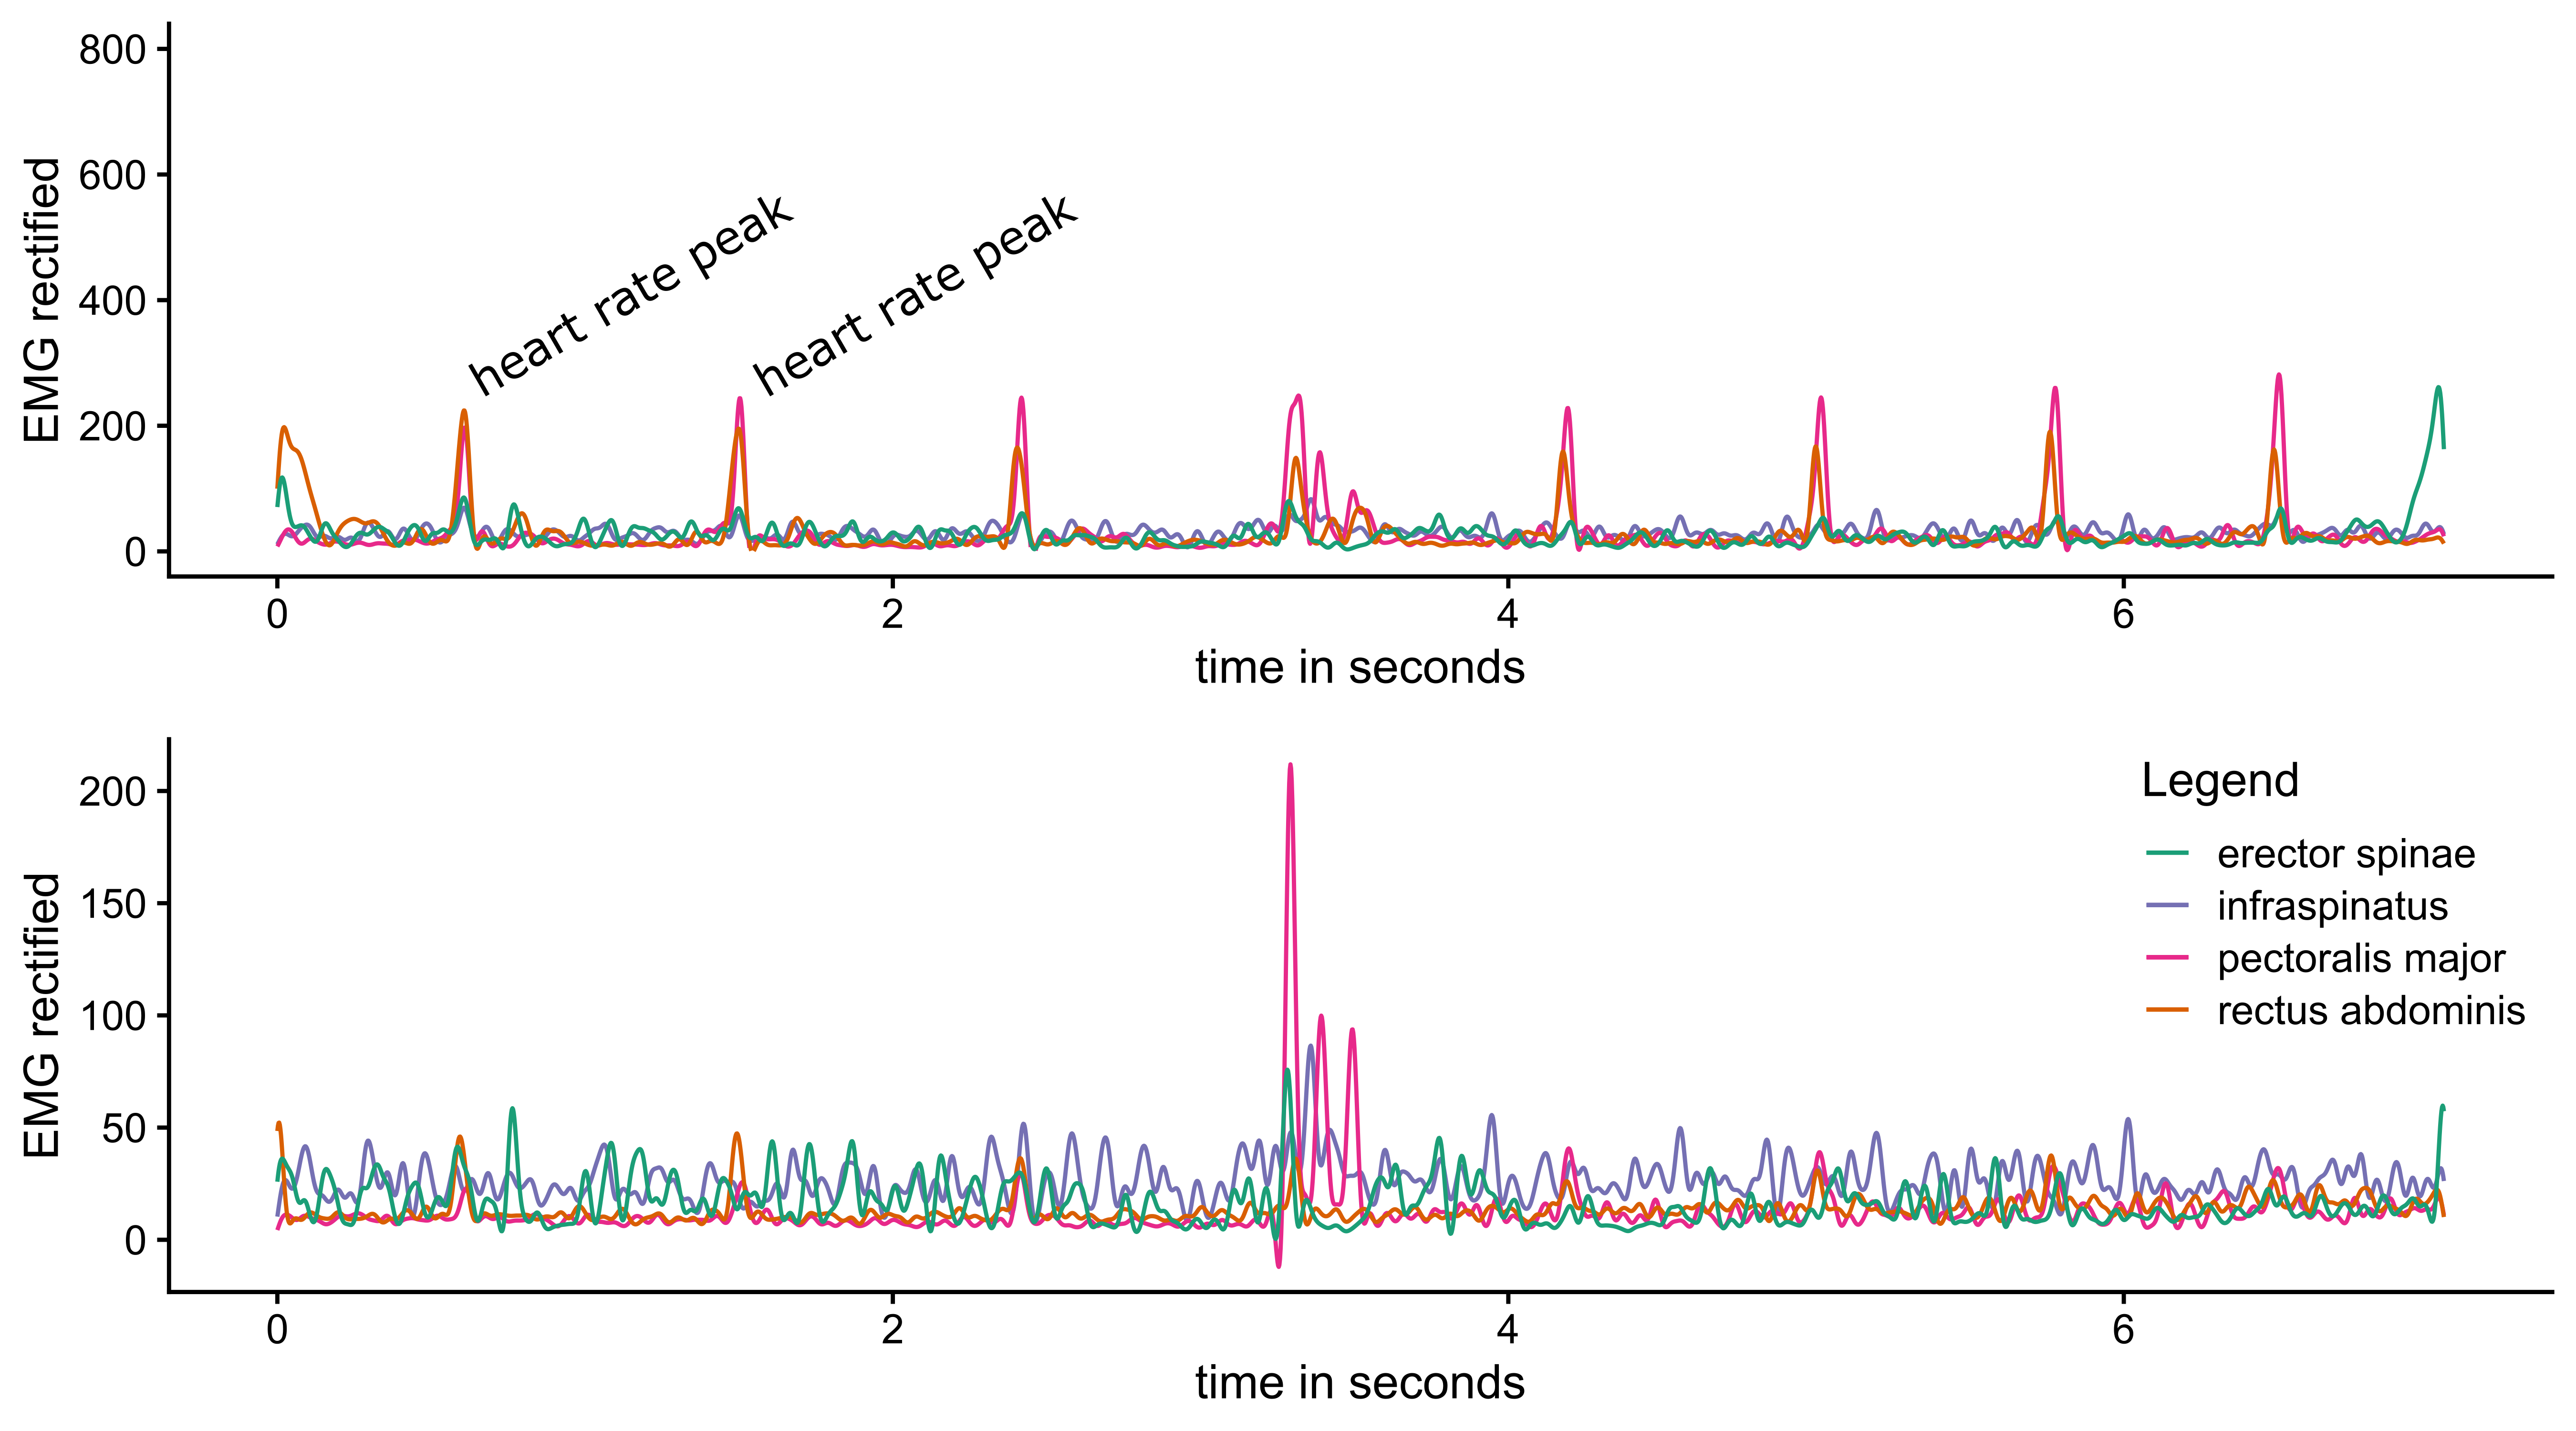 800
600
400
200
0
EMG rectified
heart rate peak
heart rate peak
0
2
4
6
time in seconds
200
150
100
50
0
EMG rectified
Legend
erector spinae
infraspinatus
pectoralis major
rectus abdominis
0
2
4
6
time in seconds